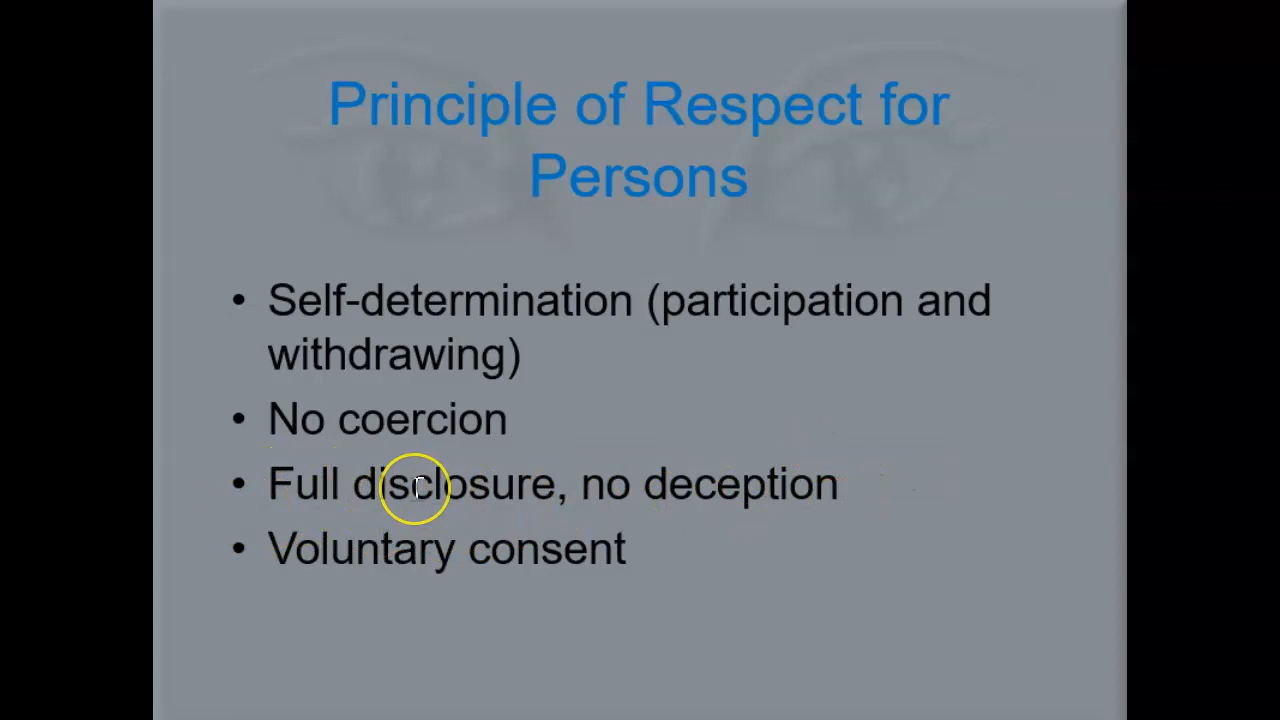 Principle of Respect for
Persons
• Self-determination (participation and
withdrawing)
• No coercion
• Full disclosure, no deception
• Voluntary consent